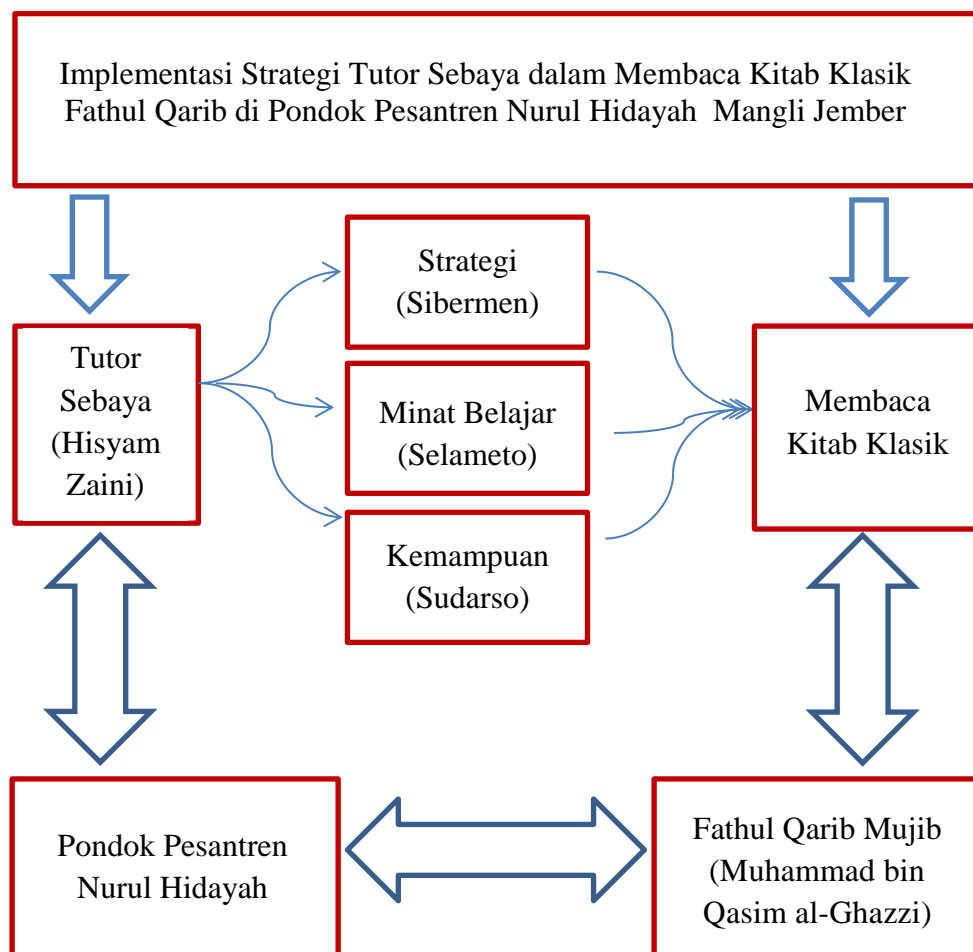 Implementasi Strategi Tutor Sebaya dalam Membaca Kitab Klasik
Fathul Qarib di Pondok Pesantren Nurul Hidayah Mangli Jember
Strategi
(Sibermen)
Tutor
Sebaya
(Hisyam
Zaini)
Minat Belajar
(Selameto)
Membaca
Kitab Klasik
Kemampuan
(Sudarso)
Pondok Pesantren
Nurul Hidayah
Fathul Qarib Mujib
(Muhammad bin
Qasim al-Ghazzi)